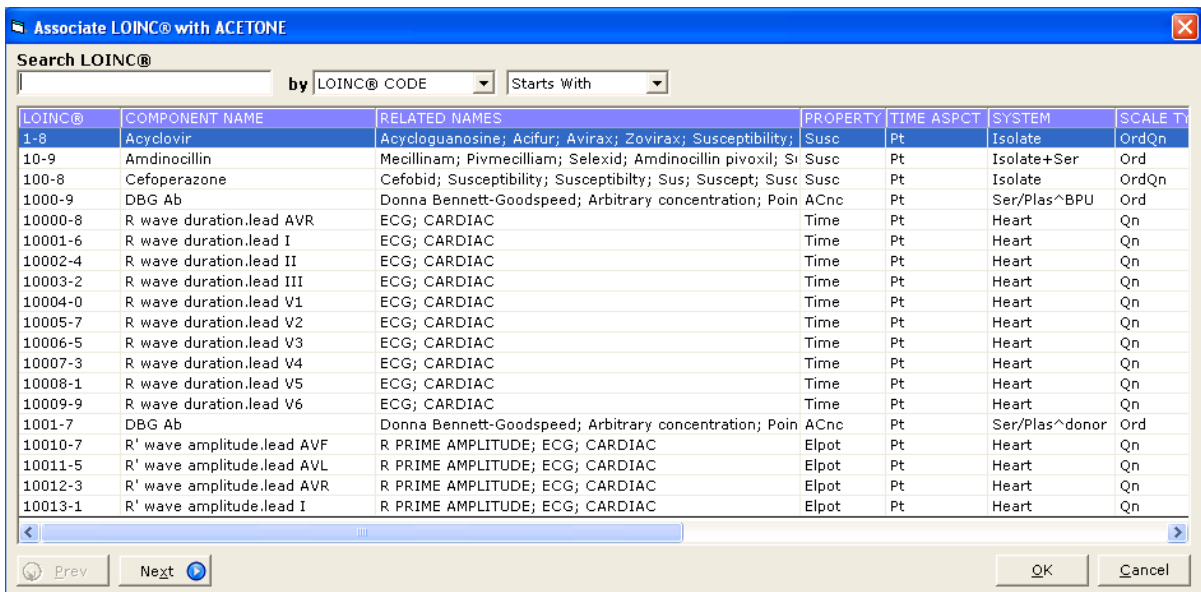 Associate LOINC® with ACETONE
Search LOINC®
by LOINC® CODE Starts With
LOINC® COMPONENT NAME RELATED NAMES PROPERTY TIME ASPCT SYSTEM SCALE TY
1-8 Acyclovir Acycloguanosine; Acifur; Avirax; Zovirax; Susceptibility; Susc Pt Isolate OrdQn
10-9 Amdinocillin Mecillinam; Pivmecilliam; Selexid; Amdinocillin pivoxil; Su Susc Pt Isolate+Ser Ord
100-8 Cefoperazone Cefobid; Susceptibility; Susceptibilty; Sus; Suscept; Susc Susc Pt Isolate OrdQn
1000-9 DBG Ab Donna Bennett-Goodspeed; Arbitrary concentration; Poin ACnc Pt Ser/Plas^BPU Ord
10000-8 R wave duration.lead AVR ECG; CARDIAC Time Pt Heart Qn
10001-6 R wave duration.lead I ECG; CARDIAC Time Pt Heart Qn
10002-4 R wave duration.lead II ECG; CARDIAC Time Pt Heart Qn
10003-2 R wave duration.lead III ECG; CARDIAC Time Pt Heart Qn
10004-0 R wave duration.lead V1 ECG; CARDIAC Time Pt Heart Qn
10005-7 R wave duration.lead V2 ECG; CARDIAC Time Pt Heart Qn
10006-5 R wave duration.lead V3 ECG; CARDIAC Time Pt Heart Qn
10007-3 R wave duration.lead V4 ECG; CARDIAC Time Pt Heart Qn
10008-1 R wave duration.lead V5 ECG; CARDIAC Time Pt Heart Qn
10009-9 R wave duration.lead V6 ECG; CARDIAC Time Pt Heart Qn
1001-7 DBG Ab Donna Bennett-Goodspeed; Arbitrary concentration; Poin ACnc Pt Ser/Plas^donor Ord
10010-7 R' wave amplitude.lead AVF R PRIME AMPLITUDE; ECG; CARDIAC Elpot Pt Heart Qn
10011-5 R' wave amplitude.lead AVL R PRIME AMPLITUDE; ECG; CARDIAC Elpot Pt Heart Qn
10012-3 R' wave amplitude.lead AVR R PRIME AMPLITUDE; ECG; CARDIAC Elpot Pt Heart Qn
10013-1 R' wave amplitude.lead I R PRIME AMPLITUDE; ECG; CARDIAC Elpot Pt Heart Qn
Prev Next OK Cancel